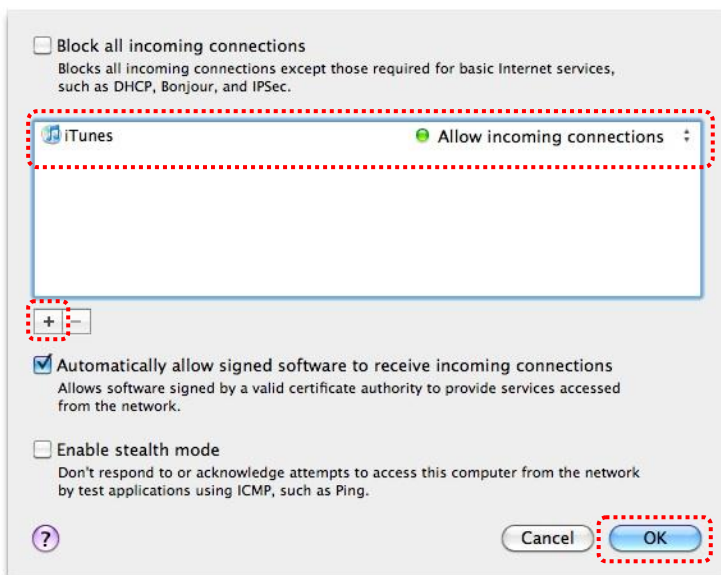 Block all incoming connections
Blocks all incoming connections except those required for basic Internet services,
such as DHCP, Bonjour, and IPSec.
iTunes Allow incoming connections
+ −
Automatically allow signed software to receive incoming connections
Allows software signed by a valid certificate authority to provide services accessed
from the network.
Enable stealth mode
Don't respond to or acknowledge attempts to access this computer from the network
by test applications using ICMP, such as Ping.
? Cancel OK